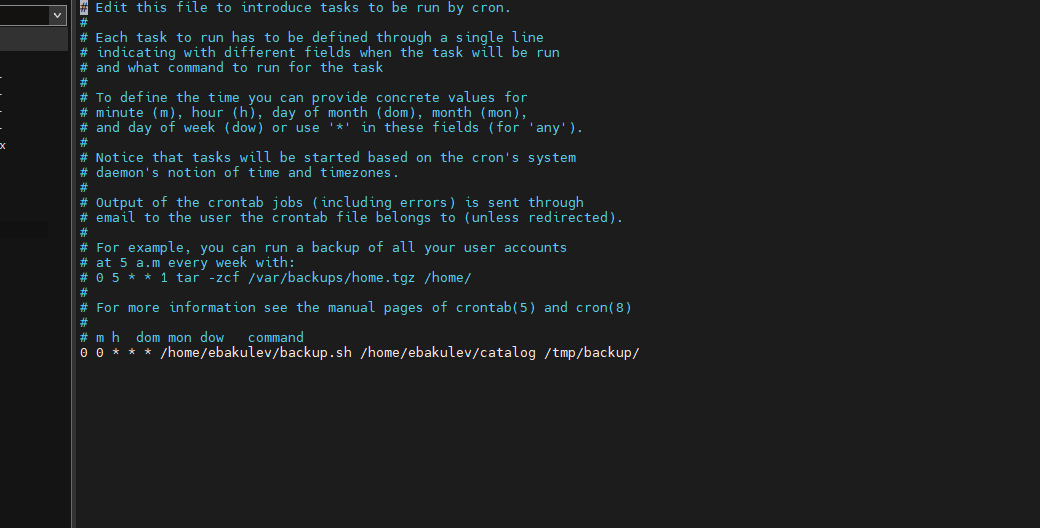 # Edit this file to introduce tasks to be run by cron.
#
# Each task to run has to be defined through a single line
# indicating with different fields when the task will be run
# and what command to run for the task
#
# To define the time you can provide concrete values for
# minute (m), hour (h), day of month (dom), month (mon),
# and day of week (dow) or use '*' in these fields (for 'any').
#
# Notice that tasks will be started based on the cron's system
# daemon's notion of time and timezones.
#
# Output of the crontab jobs (including errors) is sent through
# email to the user the crontab file belongs to (unless redirected).
#
# For example, you can run a backup of all your user accounts
# at 5 a.m every week with:
# 0 5 * * 1 tar -zcf /var/backups/home.tgz /home/
#
# For more information see the manual pages of crontab(5) and cron(8)
#
# m h  dom mon dow   command
0 0 * * * /home/ebakulev/backup.sh /home/ebakulev/catalog /tmp/backup/